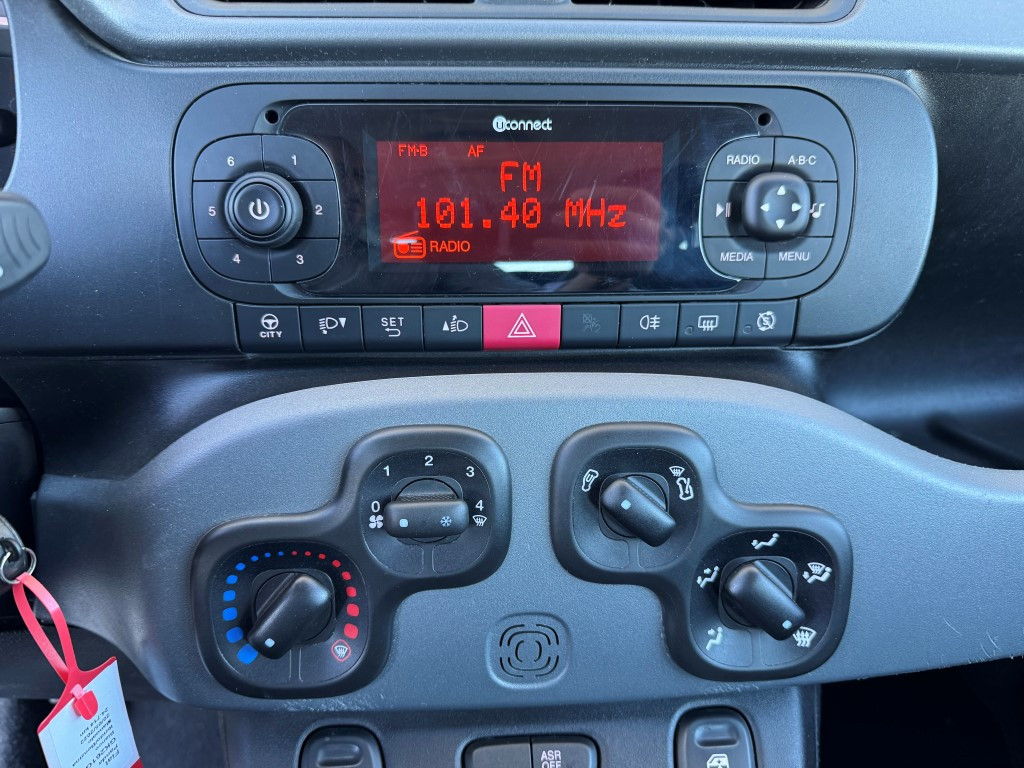 uconnect
FM-B AF
FM
101.40 MHz
RADIO
6 1
5 2
4 3
RADIO A·B·C
MEDIA MENU
CITY SET
1 2 3
0 4
ASR
OFF